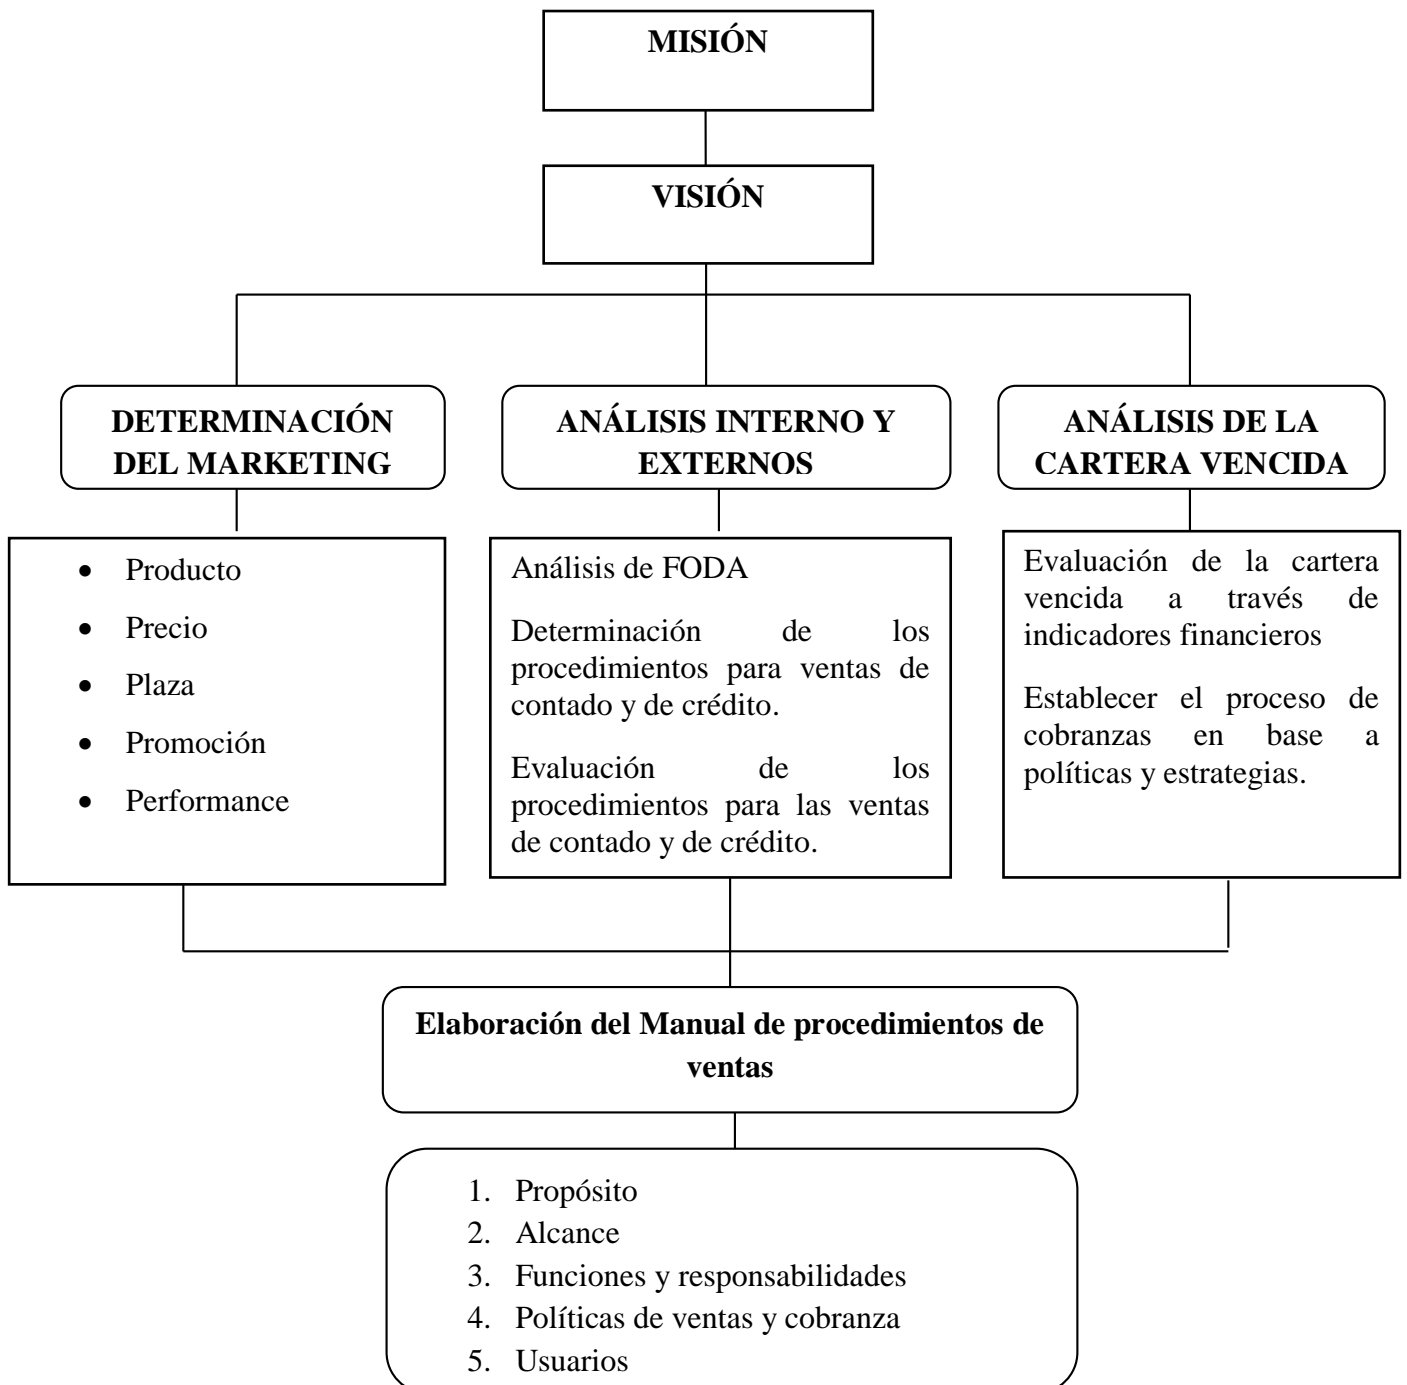 MISIÓN
VISIÓN
DETERMINACIÓN
DEL MARKETING
ANÁLISIS INTERNO Y
EXTERNOS
ANÁLISIS DE LA
CARTERA VENCIDA
• Producto
• Precio
• Plaza
• Promoción
• Performance
Análisis de FODA
Determinación de los
procedimientos para ventas de
contado y de crédito.
Evaluación de los
procedimientos para las ventas
de contado y de crédito.
Evaluación de la cartera
vencida a través de
indicadores financieros
Establecer el proceso de
cobranzas en base a
políticas y estrategias.
Elaboración del Manual de procedimientos de
ventas
1. Propósito
2. Alcance
3. Funciones y responsabilidades
4. Políticas de ventas y cobranza
5. Usuarios